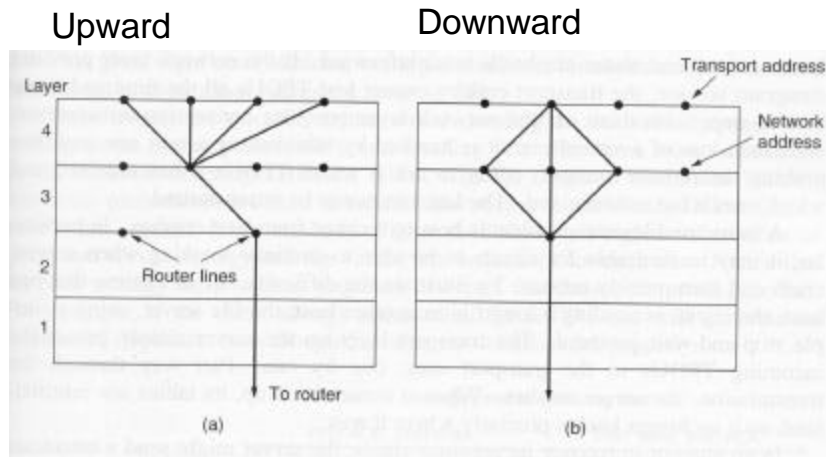 Upward
Downward
Layer
4
3
2
1
Router lines
To router
(a)
Transport address
Network
address
(b)